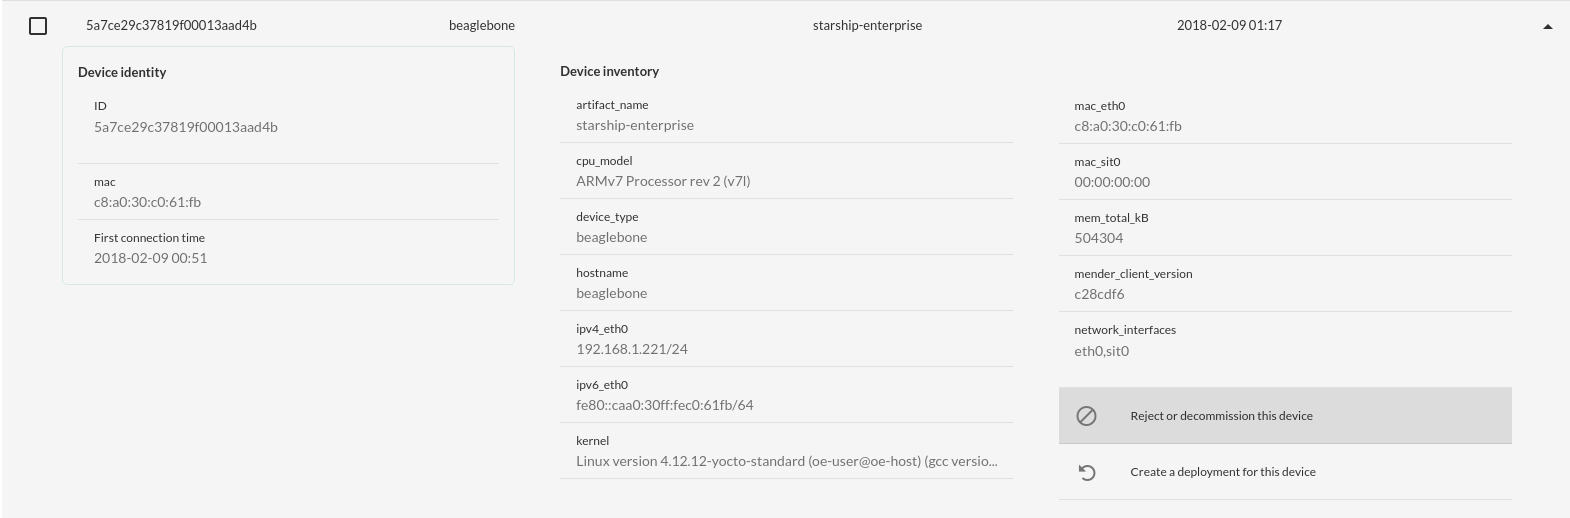 5a7ce29c37819f00013aad4b beaglebone starship-enterprise 2018-02-09 01:17
Device identity
ID
5a7ce29c37819f00013aad4b
mac
c8:a0:30:c0:61:fb
First connection time
2018-02-09 00:51
Device inventory
artifact_name
starship-enterprise
cpu_model
ARMv7 Processor rev 2 (v7l)
device_type
beaglebone
hostname
beaglebone
ipv4_eth0
192.168.1.221/24
ipv6_eth0
fe80::caa0:30ff:fec0:61fb/64
kernel
Linux version 4.12.12-yocto-standard (oe-user@oe-host) (gcc versio...
mac_eth0
c8:a0:30:c0:61:fb
mac_sit0
00:00:00:00
mem_total_kB
504304
mender_client_version
c28cdf6
network_interfaces
eth0,sit0
Reject or decommission this device
Create a deployment for this device